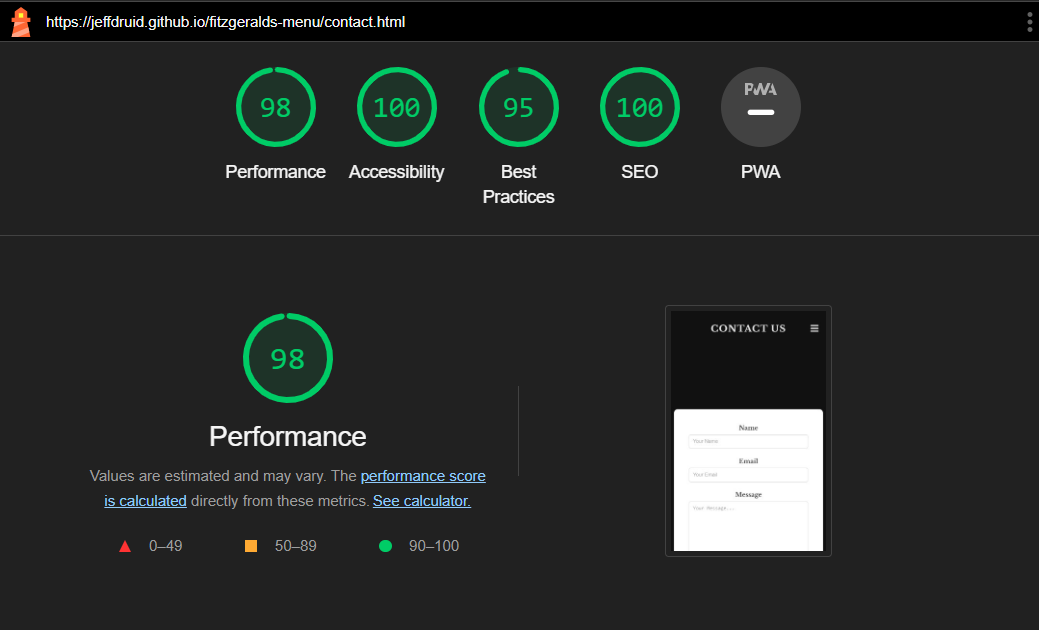 https://jeffdruid.github.io/fitzgeralds-menu/contact.html
98
100
95
100
PWA
Performance
Accessibility
Best
Practices
SEO
PWA
98
Performance
Values are estimated and may vary. The performance score
is calculated directly from these metrics. See calculator.
0–49
50–89
90–100
CONTACT US
Name
Your Name
Email
Your Email
Message
Your Message...